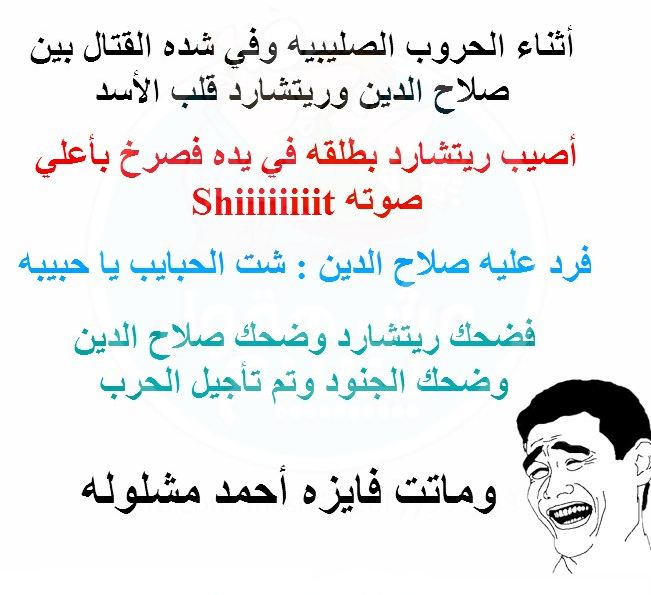 أثناء الحروب الصليبيه وفي شده القتال بين
صلاح الدين وريتشارد قلب الأسد
أصيب ريتشارد بطلقه في يده فصرخ بأعلي
صوته Shiiiiiiiit
فرد عليه صلاح الدين : شت الحبايب يا حبيبه
فضحك ريتشارد وضحك صلاح الدين
وضحك الجنود وتم تأجيل الحرب
وماتت فايزه أحمد مشلوله